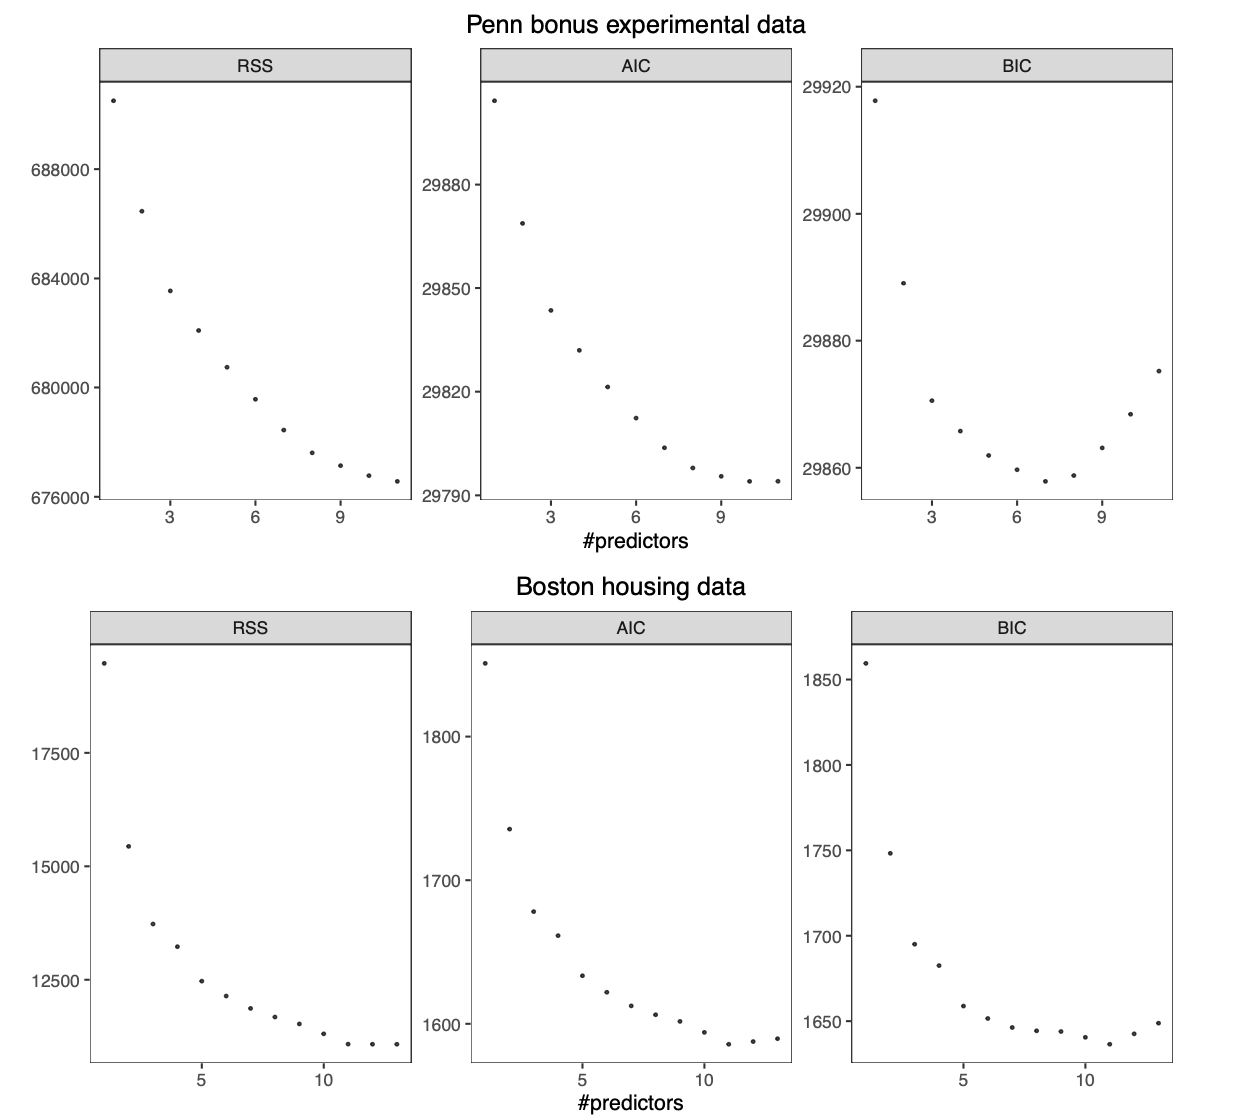 Penn bonus experimental data
RSS
AIC
BIC
688000
684000
680000
676000
3 6 9
29880
29850
29820
29790
3 6 9
29920
29900
29880
29860
3 6 9
#predictors
Boston housing data
RSS
AIC
BIC
17500
15000
12500
5 10
1800
1700
1600
5 10
1850
1800
1750
1700
1650
5 10
#predictors